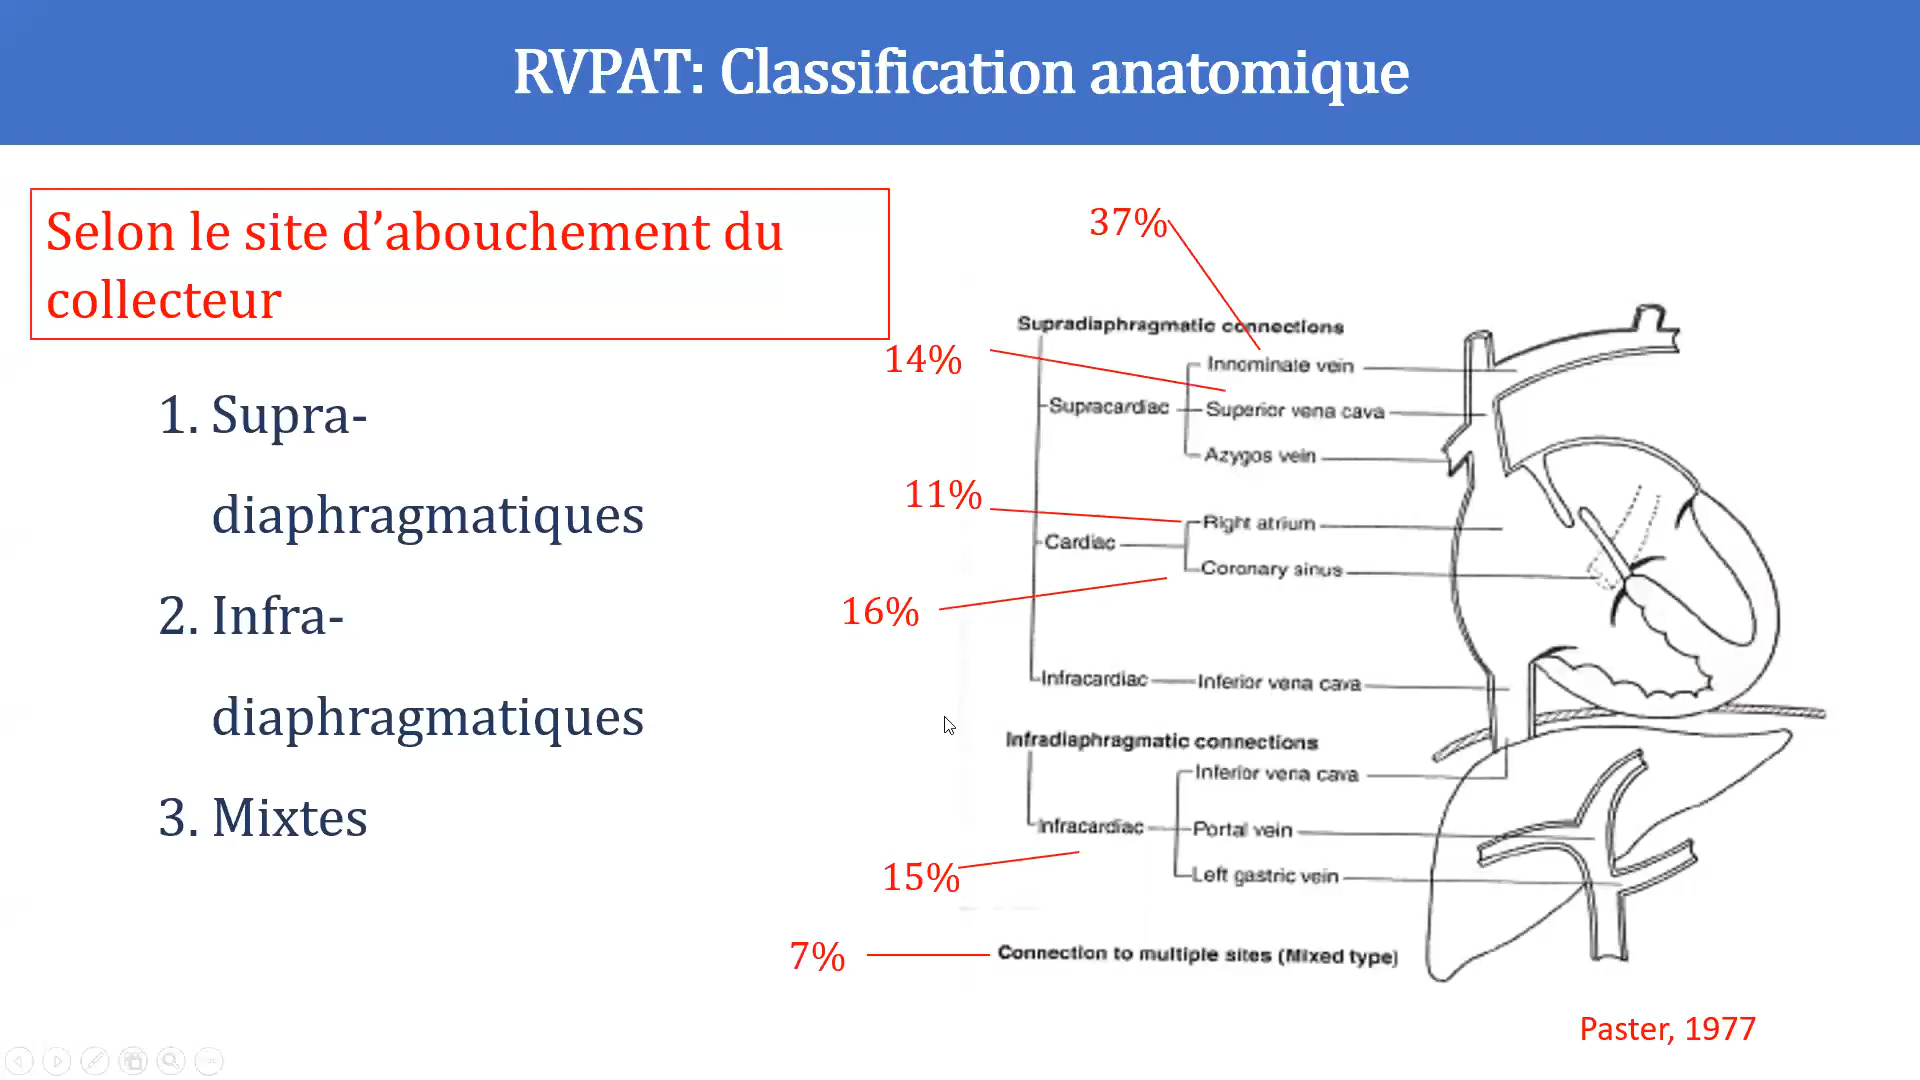 RVPAT: Classification anatomique
Selon le site d’abouchement du
collecteur
1. Supra-
diaphragmatiques
2. Infra-
diaphragmatiques
3. Mixtes
37%
Supradiaphragmatic connections
14%
Innominate vein
Supracardiac
Superior vena cava
Azygos vein
11%
Right atrium
Cardiac
Coronary sinus
16%
Infracardiac
Inferior vena cava
Infradiaphragmatic connections
Inferior vena cava
Infracardiac
Portal vein
15%
Left gastric vein
7%
Connection to multiple sites (Mixed type)
Paster, 1977